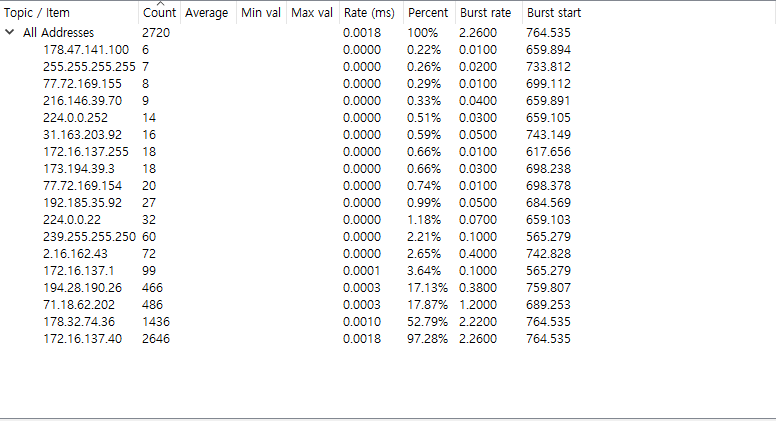 Topic / Item Count Average Min val Max val Rate (ms) Percent Burst rate Burst start
All Addresses 2720 0.0018 100% 2.2600 764.535
178.47.141.100 6 0.0000 0.22% 0.0100 659.894
255.255.255.255 7 0.0000 0.26% 0.0200 733.812
77.72.169.155 8 0.0000 0.29% 0.0100 699.112
216.146.39.70 9 0.0000 0.33% 0.0400 659.891
224.0.0.252 14 0.0000 0.51% 0.0300 659.105
31.163.203.92 16 0.0000 0.59% 0.0500 743.149
172.16.137.255 18 0.0000 0.66% 0.0100 617.656
173.194.39.3 18 0.0000 0.66% 0.0300 698.238
77.72.169.154 20 0.0000 0.74% 0.0100 698.378
192.185.35.92 27 0.0000 0.99% 0.0500 684.569
224.0.0.22 32 0.0000 1.18% 0.0700 659.103
239.255.255.250 60 0.0000 2.21% 0.1000 565.279
2.16.162.43 72 0.0000 2.65% 0.4000 742.828
172.16.137.1 99 0.0001 3.64% 0.1000 565.279
194.28.190.26 466 0.0003 17.13% 0.3800 759.807
71.18.62.202 486 0.0003 17.87% 1.2000 689.253
178.32.74.36 1436 0.0010 52.79% 2.2200 764.535
172.16.137.40 2646 0.0018 97.28% 2.2600 764.535